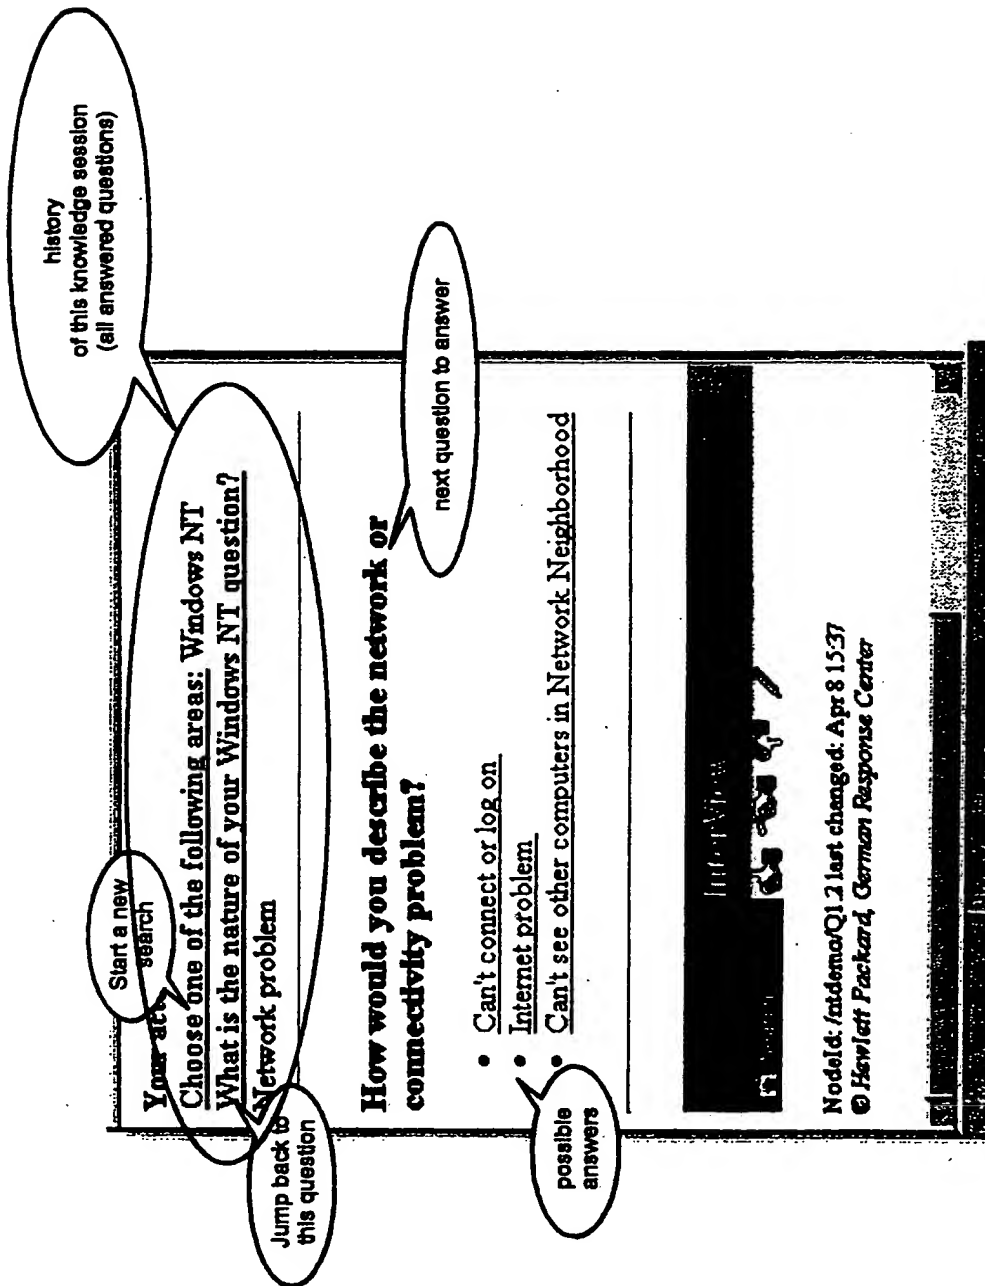 history
of this knowledge session
(all answered questions)
Start a new
search
Your
Choose one of the following areas: Windows NT
What is the nature of your Windows NT question?
Network problem
Jump back to
this question
How would you describe the network or
connectivity problem?
next question to answer
Can't connect or log on
Internet problem
Can't see other computers in Network Neighborhood
possible
answers
InterView
NodeId: /ntdemo/Q1.2 last changed: Apr 8 15:37
© Hewlett Packard, German Response Center